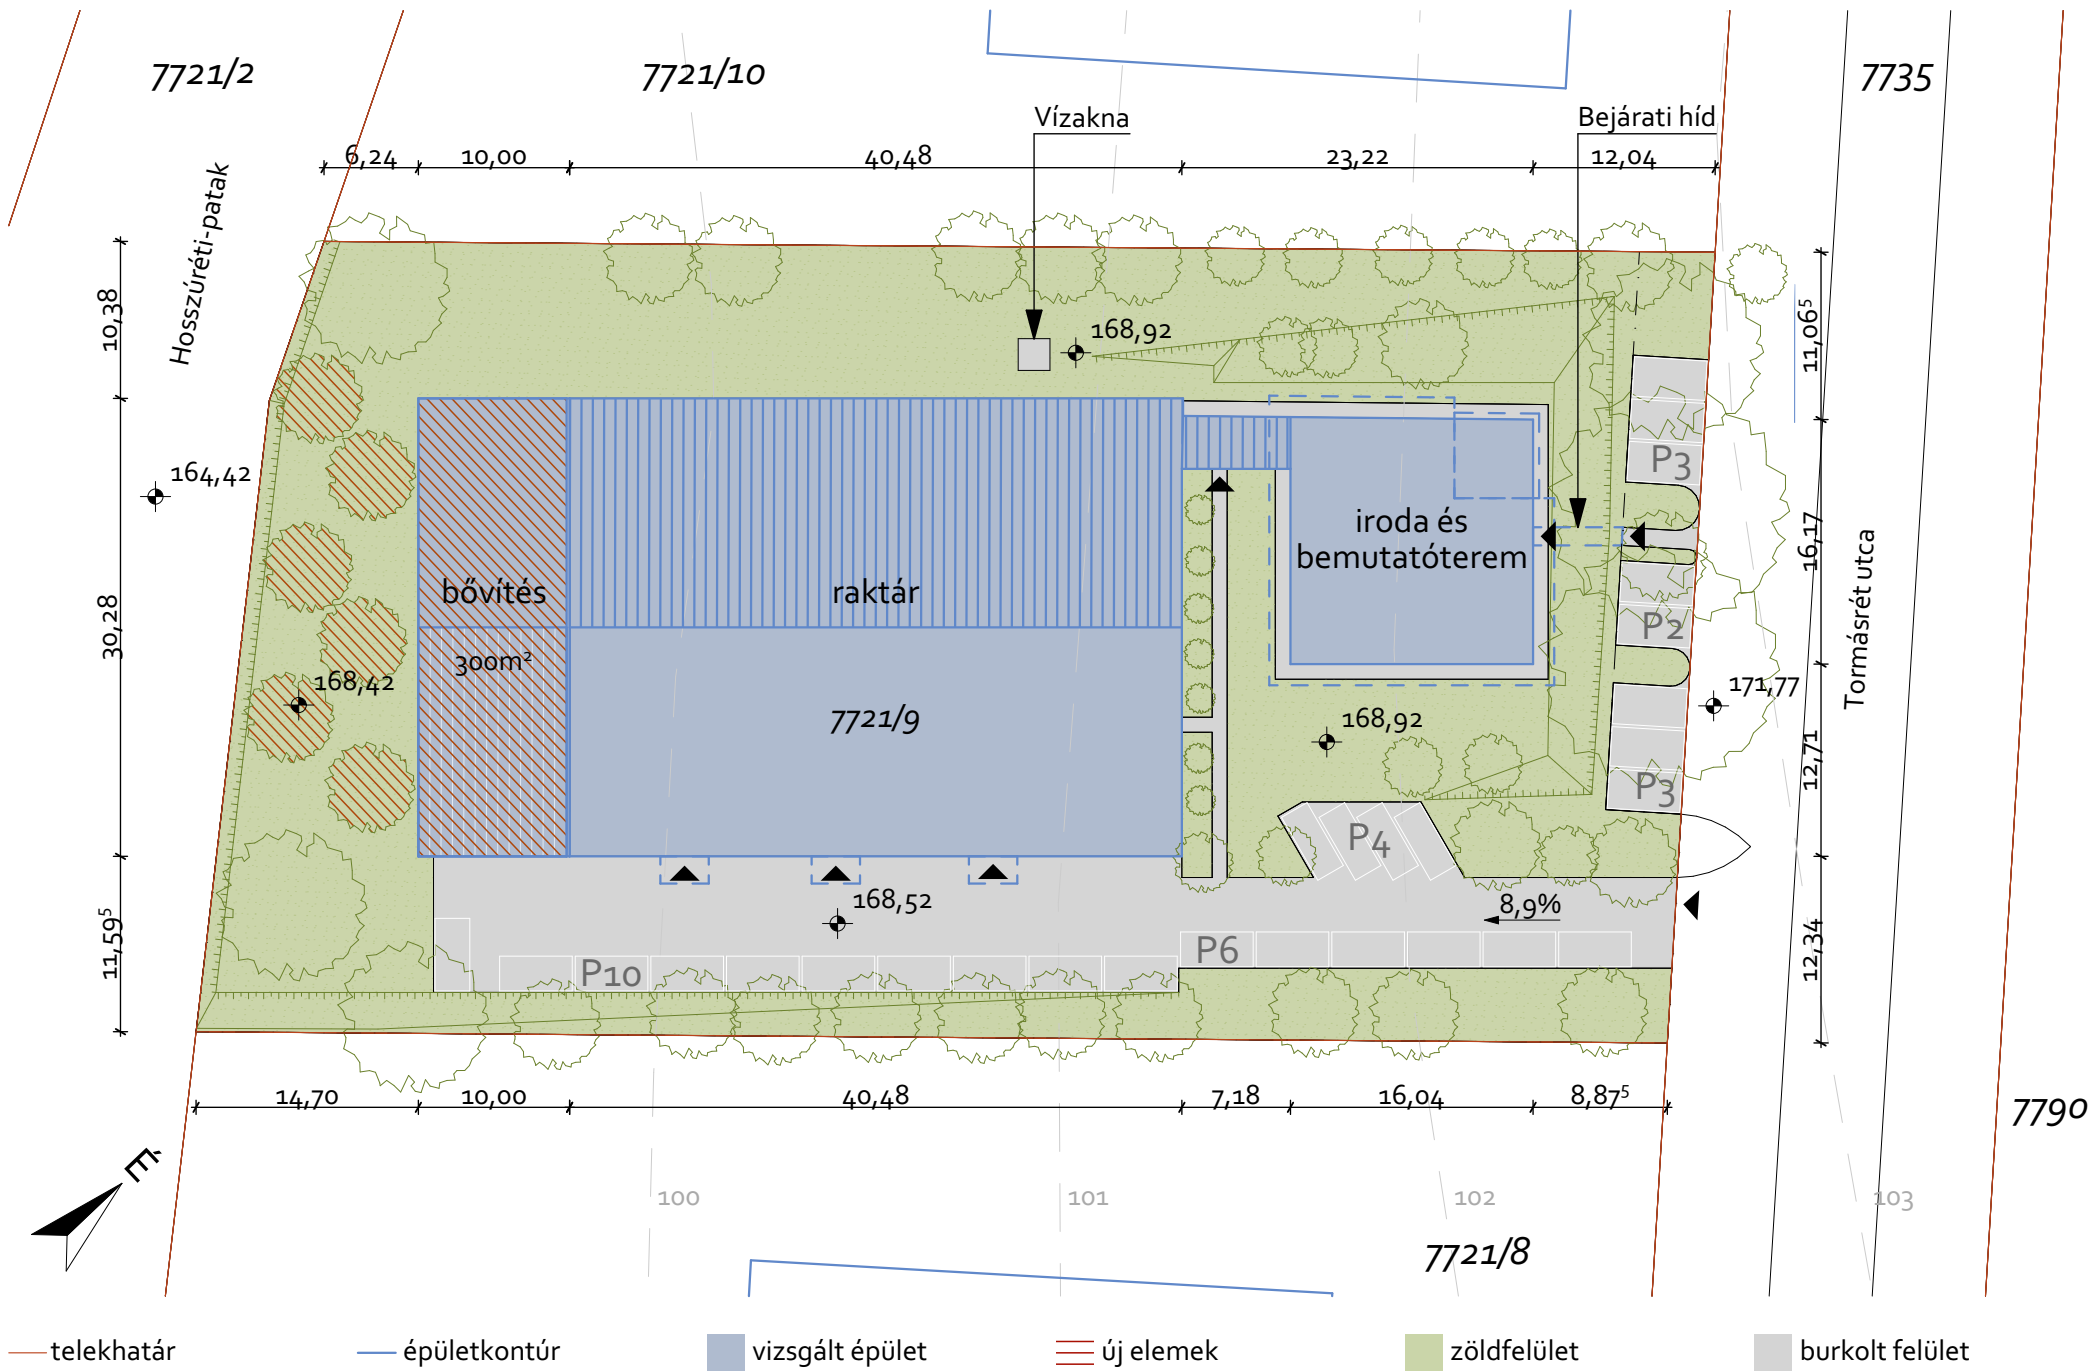 7721/2
7721/10
7735
Vízakna
Bejárati híd
6,24
10,00
40,48
23,22
12,04
Hosszúréti-patak
10,38
168,92
11,06⁵
164,42
P3
iroda és
bemutatóterem
16,17
bővítés
raktár
30,28
300m²
P2
Tormásrét utca
168,42
7721/9
168,92
171,77
12,71
P3
P4
168,52
8,9%
11,59⁵
P10
P6
12,34
14,70
10,00
40,48
7,18
16,04
8,87⁵
7790
É
100
101
102
103
7721/8
telekhatár
épületkontúr
vizsgált épület
új elemek
zöldfelület
burkolt felület